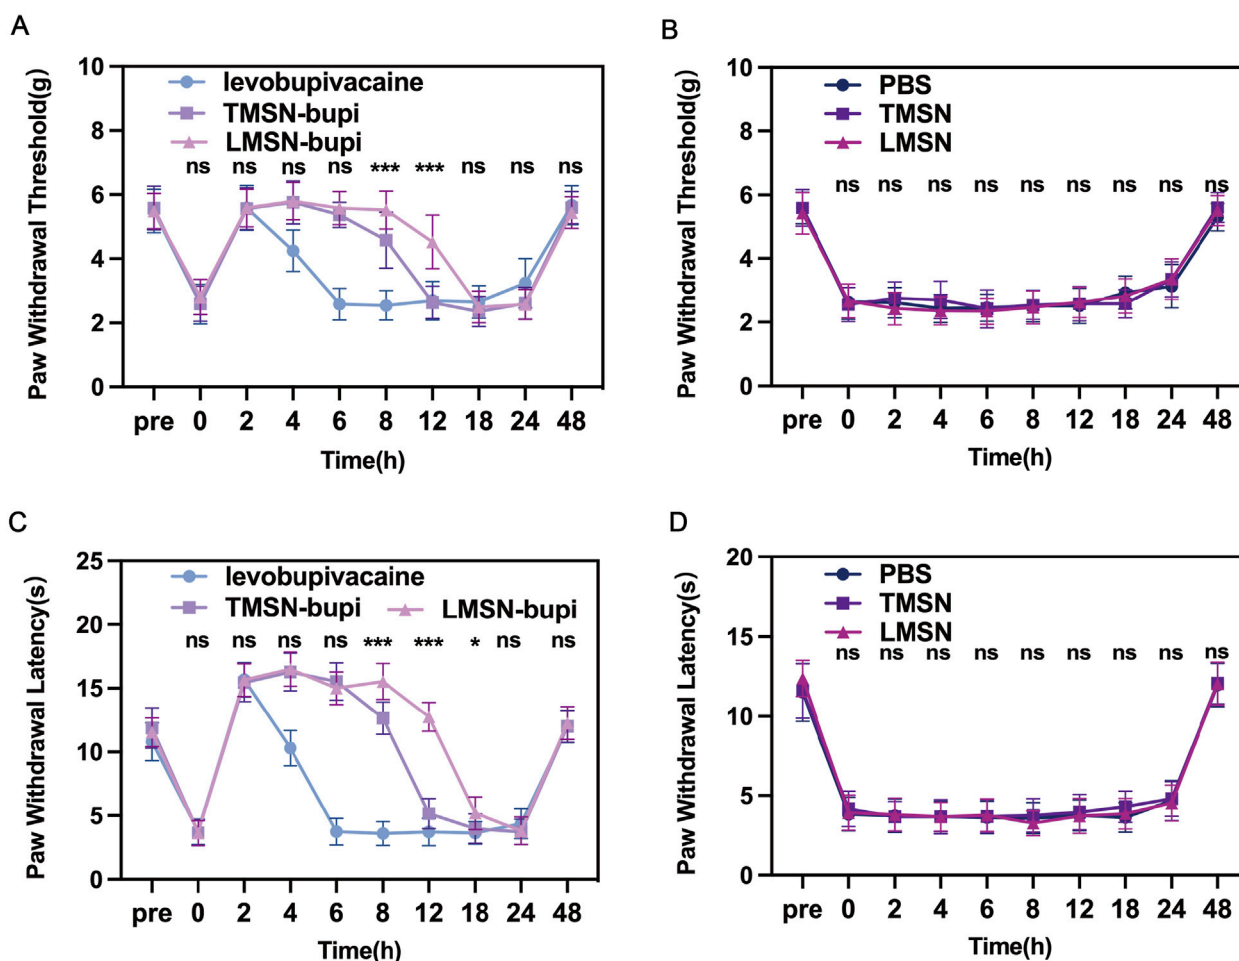 A
Paw Withdrawal Threshold(g)
10
8
6
4
2
0
levobupivacaine
TMSN-bupi
LMSN-bupi
ns ns ns ns *** *** ns ns ns
pre 0 2 4 6 8 12 18 24 48
Time(h)
B
Paw Withdrawal Threshold(g)
10
8
6
4
2
0
PBS
TMSN
LMSN
ns ns ns ns ns ns ns ns ns
pre 0 2 4 6 8 12 18 24 48
Time(h)
C
Paw Withdrawal Latency(s)
25
20
15
10
5
0
levobupivacaine
TMSN-bupi LMSN-bupi
ns ns ns ns *** *** * ns ns
pre 0 2 4 6 8 12 18 24 48
Time(h)
D
Paw Withdrawal Latency(s)
20
15
10
5
0
PBS
TMSN
LMSN
ns ns ns ns ns ns ns ns ns
pre 0 2 4 6 8 12 18 24 48
Time(h)